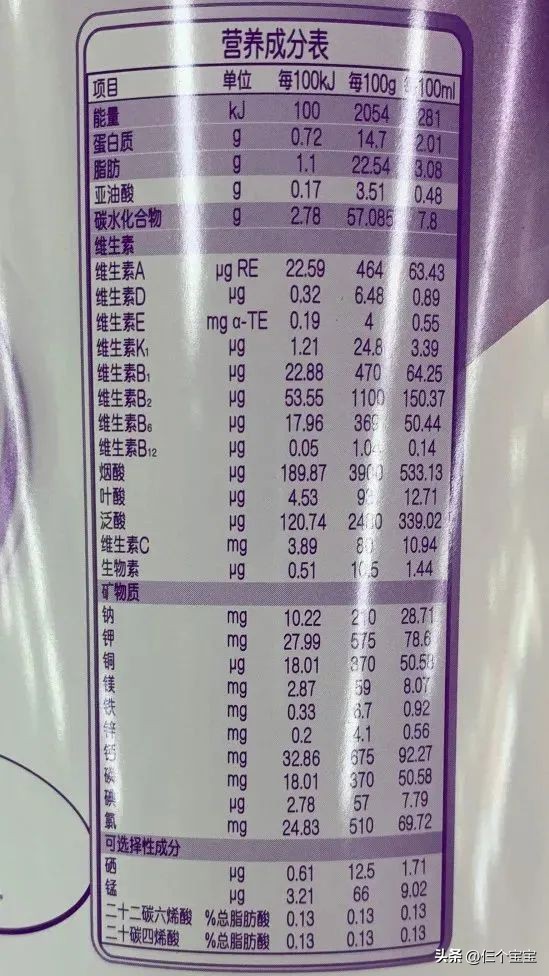 营养成分表
项目 单位 每100kJ 每100g 每100ml
能量 kJ 100 2054 281
蛋白质 g 0.72 14.7 2.01
脂肪 g 1.1 22.54 3.08
亚油酸 g 0.17 3.51 0.48
碳水化合物 g 2.78 57.085 7.8
维生素
维生素A μg RE 22.59 464 63.43
维生素D μg 0.32 6.48 0.89
维生素E mg α-TE 0.19 4 0.55
维生素K₁ μg 1.21 24.8 3.39
维生素B₁ μg 22.88 470 64.25
维生素B₂ μg 53.55 1100 150.37
维生素B₆ μg 17.96 369 50.44
维生素B₁₂ μg 0.05 1.04 0.14
烟酸 μg 189.87 3900 533.13
叶酸 μg 4.53 12.71
泛酸 μg 120.74 339.02
维生素C mg 3.89 80 10.94
生物素 μg 0.51 10.5 1.44
矿物质
钠 mg 10.22 210 28.71
钾 mg 27.99 575 78.6
铜 μg 18.01 370 50.58
镁 mg 2.87 59 8.07
铁 mg 0.33 6.7 0.92
锌 mg 0.2 4.1 0.56
钙 mg 32.86 675 92.27
磷 mg 18.01 370 50.58
碘 μg 2.78 57 7.79
氯 mg 24.83 510 69.72
可选择性成分
硒 μg 0.61 12.5 1.71
锰 μg 3.21 66 9.02
二十二碳六烯酸 %总脂肪酸 0.13 0.13 0.13
二十碳四烯酸 %总脂肪酸 0.13 0.13 0.13
头条 @仨个宝宝